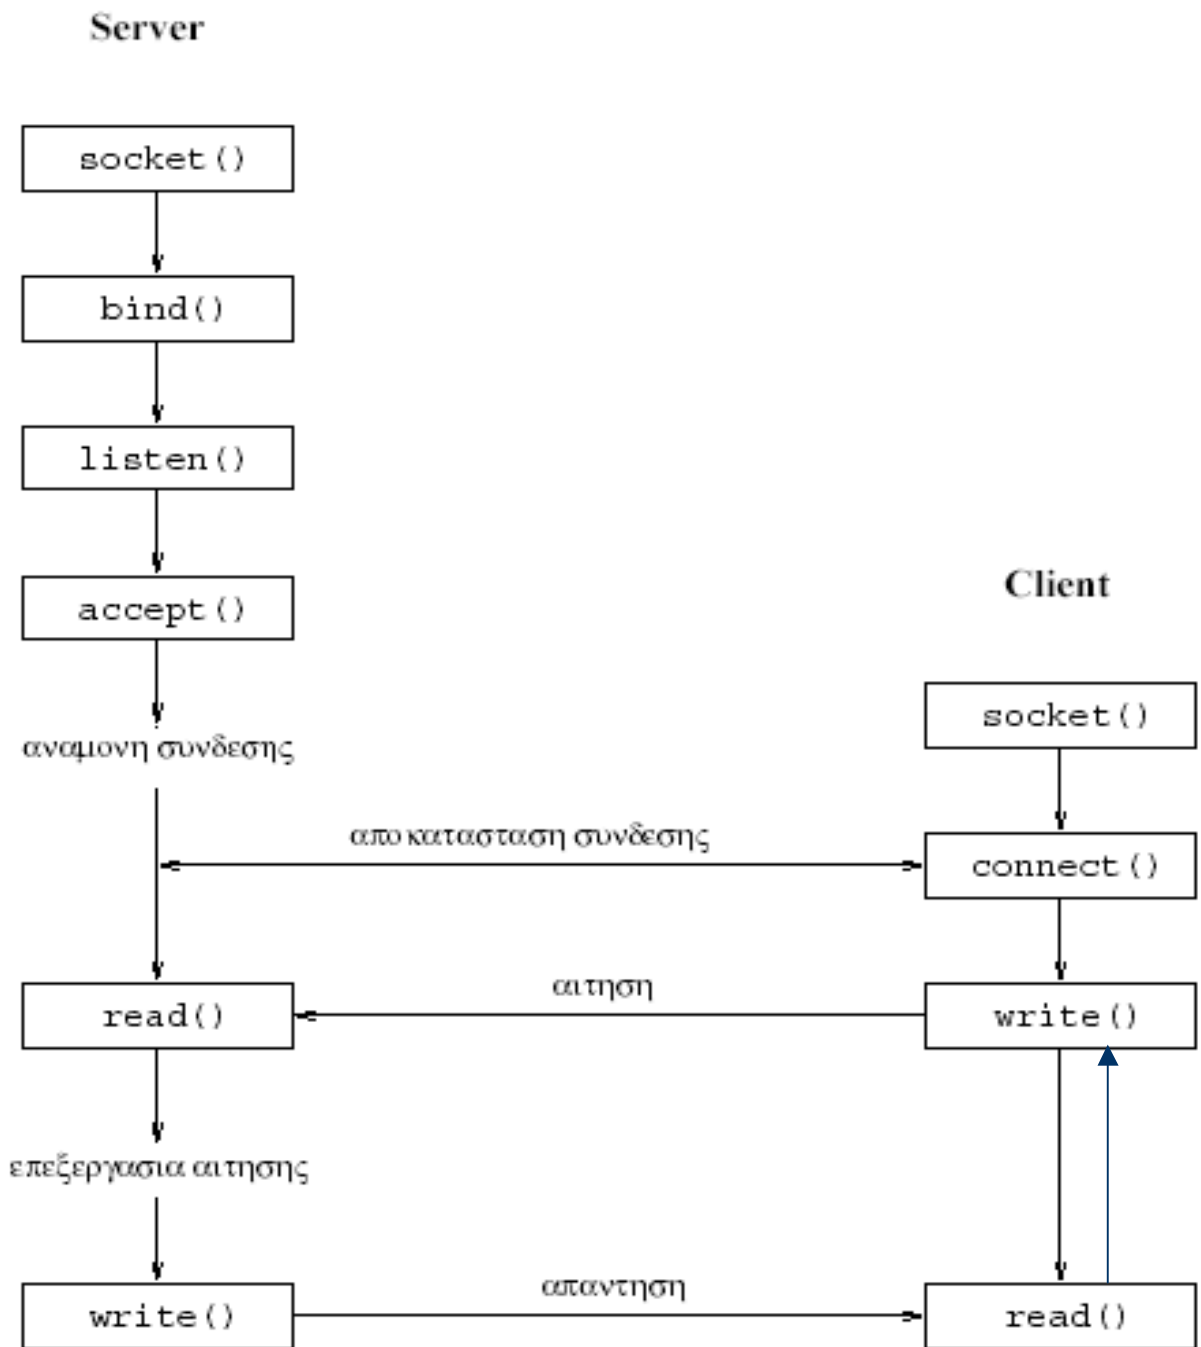 Server
socket()
bind()
listen()
accept()
Client
socket()
αναμονη συνδεσης
αποκατασταση συνδεσης
connect()
αιτηση
read()
write()
επεξεργασια αιτησης
απαντηση
write()
read()